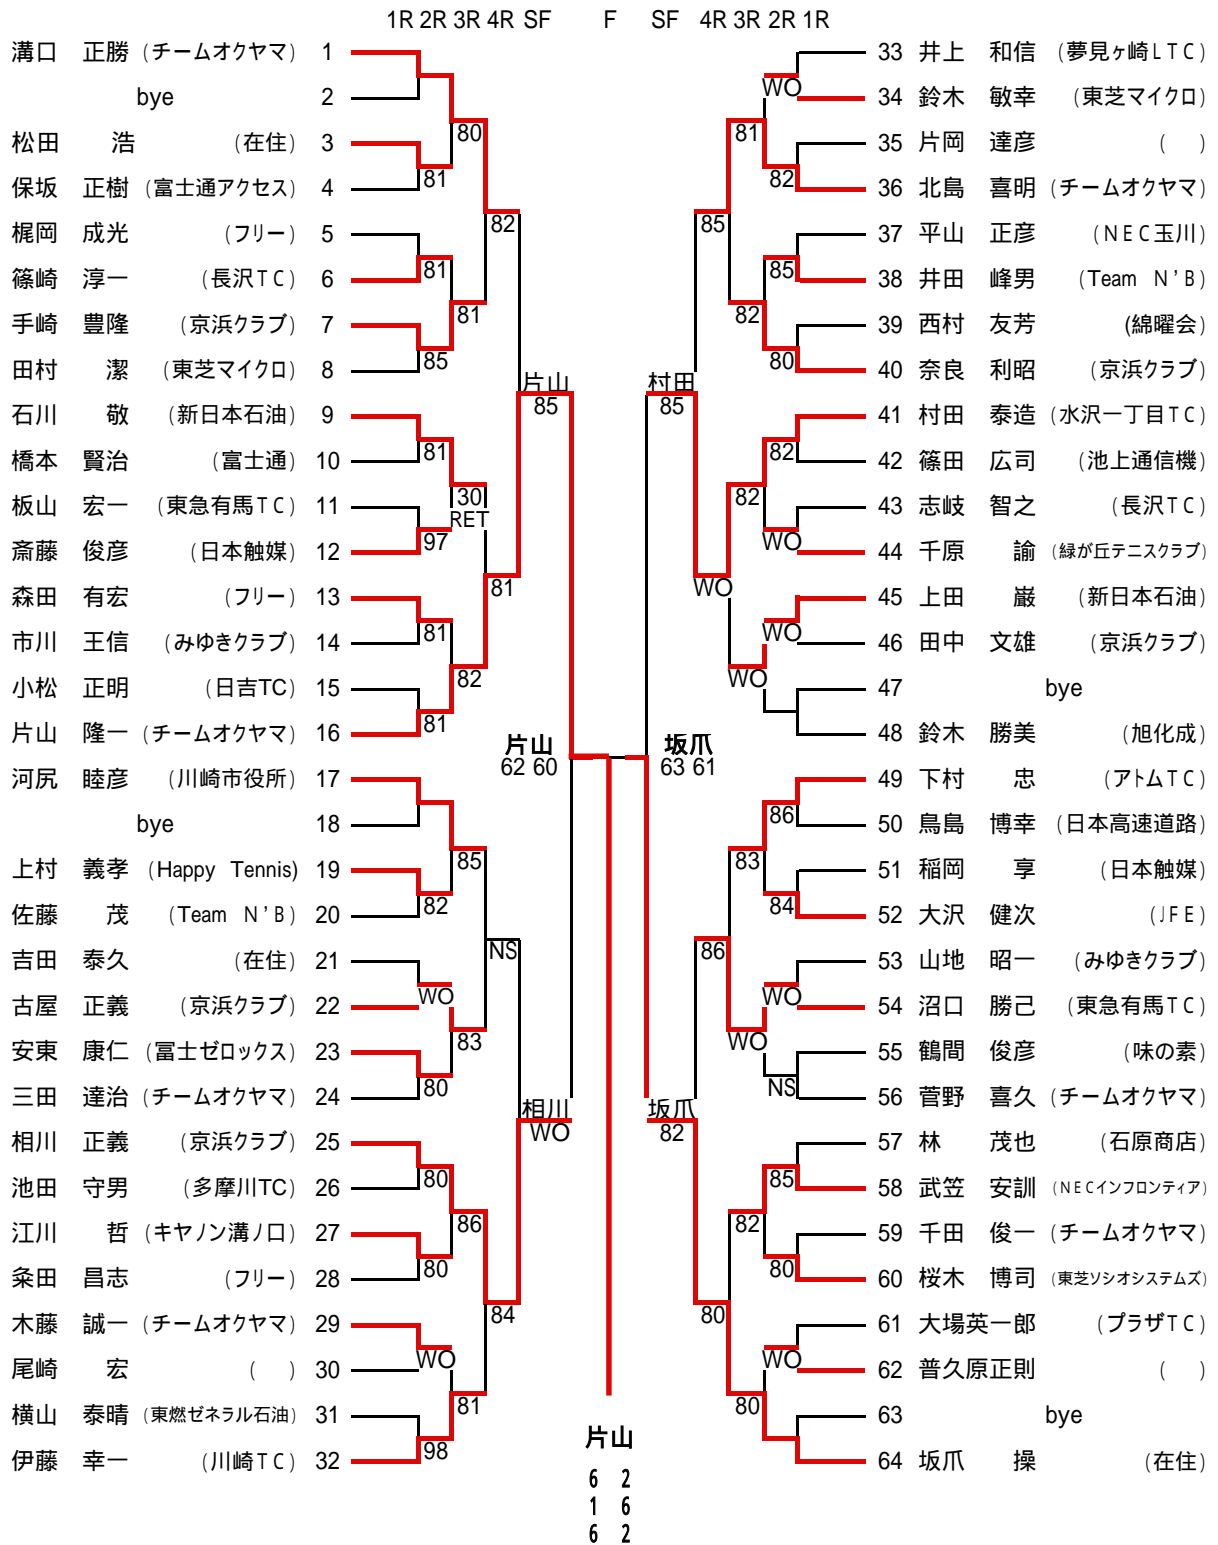 1R 2R 3R 4R SF F SF 4R 3R 2R 1R
溝口 正勝 (チームオクヤマ) 1
bye 2
松田 浩 (在住) 3
保坂 正樹 (富士通アクセス) 4
梶岡 成光 (フリー) 5
篠崎 淳一 (長沢TC) 6
手崎 豊隆 (京浜クラブ) 7
田村 潔 (東芝マイクロ) 8
石川 敬 (新日本石油) 9
橋本 賢治 (富士通) 10
板山 宏一 (東急有馬TC) 11
斎藤 俊彦 (日本触媒) 12
森田 有宏 (フリー) 13
市川 王信 (みゆきクラブ) 14
小松 正明 (日吉TC) 15
片山 隆一 (チームオクヤマ) 16
河尻 睦彦 (川崎市役所) 17
bye 18
上村 義孝 (Happy Tennis) 19
佐藤 茂 (Team N'B) 20
吉田 泰久 (在住) 21
古屋 正義 (京浜クラブ) 22
安東 康仁 (冨士ゼロックス) 23
三田 達治 (チームオクヤマ) 24
相川 正義 (京浜クラブ) 25
池田 守男 (多摩川TC) 26
江川 哲 (キヤノン溝ノ口) 27
粂田 昌志 (フリー) 28
木藤 誠一 (チームオクヤマ) 29
尾崎 宏 ( ) 30
横山 泰晴 (東燃ゼネラル石油) 31
伊藤 幸一 (川崎TC) 32
81
81
85
81
97
81
81
82
WO
80
80
80
WO
98
80
81
30
RET
82
85
83
86
81
82
81
NS
84
片山
85
相川
WO
片山
62 60
坂爪
63 61
片山
6 2
1 6
6 2
村田
85
坂爪
82
85
WO
86
80
81
82
82
WO
83
WO
82
80
WO
82
85
80
82
WO
WO
86
84
WO
NS
85
80
WO
33 井上 和信 (夢見ヶ崎LTC)
34 鈴木 敏幸 (東芝マイクロ)
35 片岡 達彦 ( )
36 北島 喜明 (チームオクヤマ)
37 平山 正彦 (NEC玉川)
38 井田 峰男 (Team N'B)
39 西村 友芳 (綿曜会)
40 奈良 利昭 (京浜クラブ)
41 村田 泰造 (水沢一丁目TC)
42 篠田 広司 (池上通信機)
43 志岐 智之 (長沢TC)
44 千原 諭 (緑が丘テニスクラブ)
45 上田 巌 (新日本石油)
46 田中 文雄 (京浜クラブ)
47 bye
48 鈴木 勝美 (旭化成)
49 下村 忠 (アトムTC)
50 鳥島 博幸 (日本高速道路)
51 稲岡 享 (日本触媒)
52 大沢 健次 (JFE)
53 山地 昭一 (みゆきクラブ)
54 沼口 勝己 (東急有馬TC)
55 鶴間 俊彦 (味の素)
56 菅野 喜久 (チームオクヤマ)
57 林 茂也 (石原商店)
58 武笠 安訓 (NECインフロンティア)
59 千田 俊一 (チームオクヤマ)
60 桜木 博司 (東芝ソシオシステムズ)
61 大場英一郎 (プラザTC)
62 普久原正則 ( )
63 bye
64 坂爪 操 (在住)